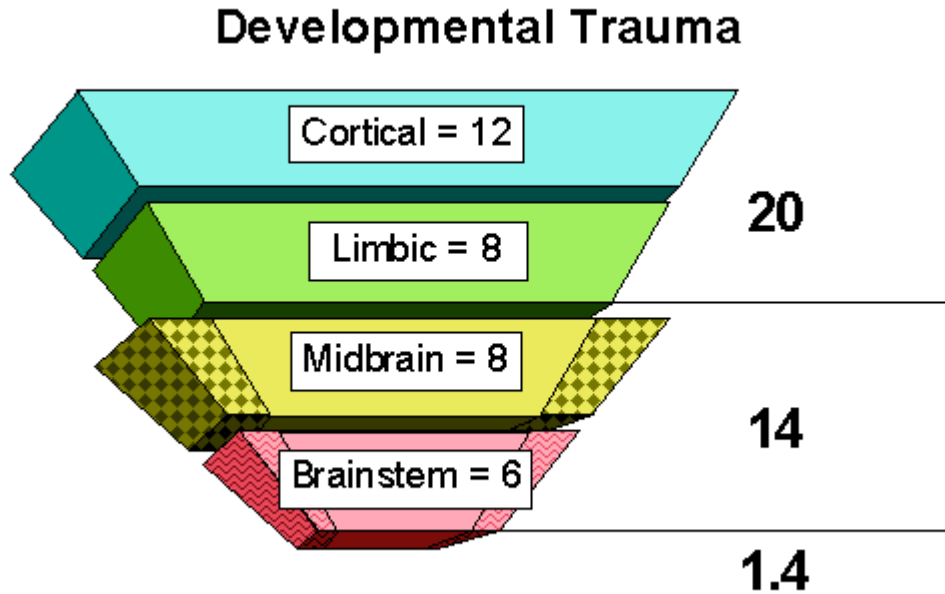 Developmental Trauma
Cortical = 12
20
Limbic = 8
Midbrain = 8
14
Brainstem = 6
1.4